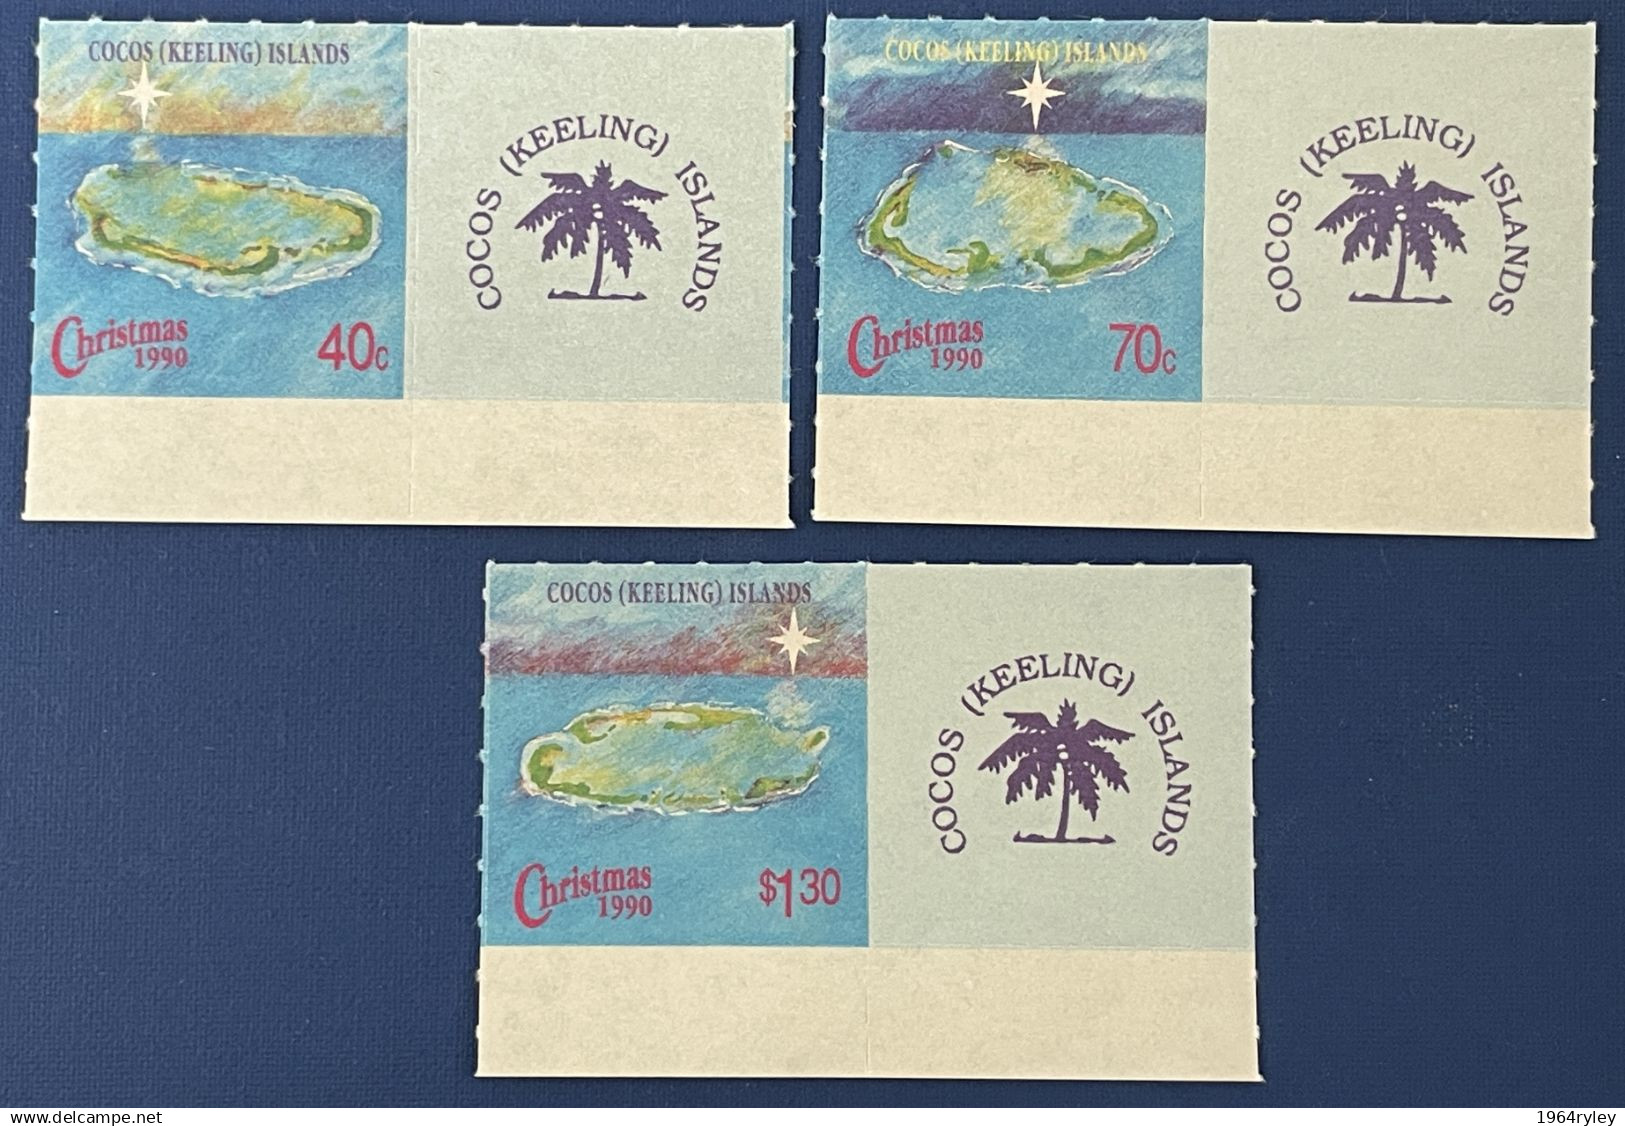 COCOS (KEELING) ISLANDS
Christmas
1990
40c
COCOS (KEELING) ISLANDS
COCOS (KEELING) ISLANDS
Christmas
1990
70c
COCOS (KEELING) ISLANDS
COCOS (KEELING) ISLANDS
Christmas
1990
$1.30
COCOS (KEELING) ISLANDS
delcampe.net
1964ryley